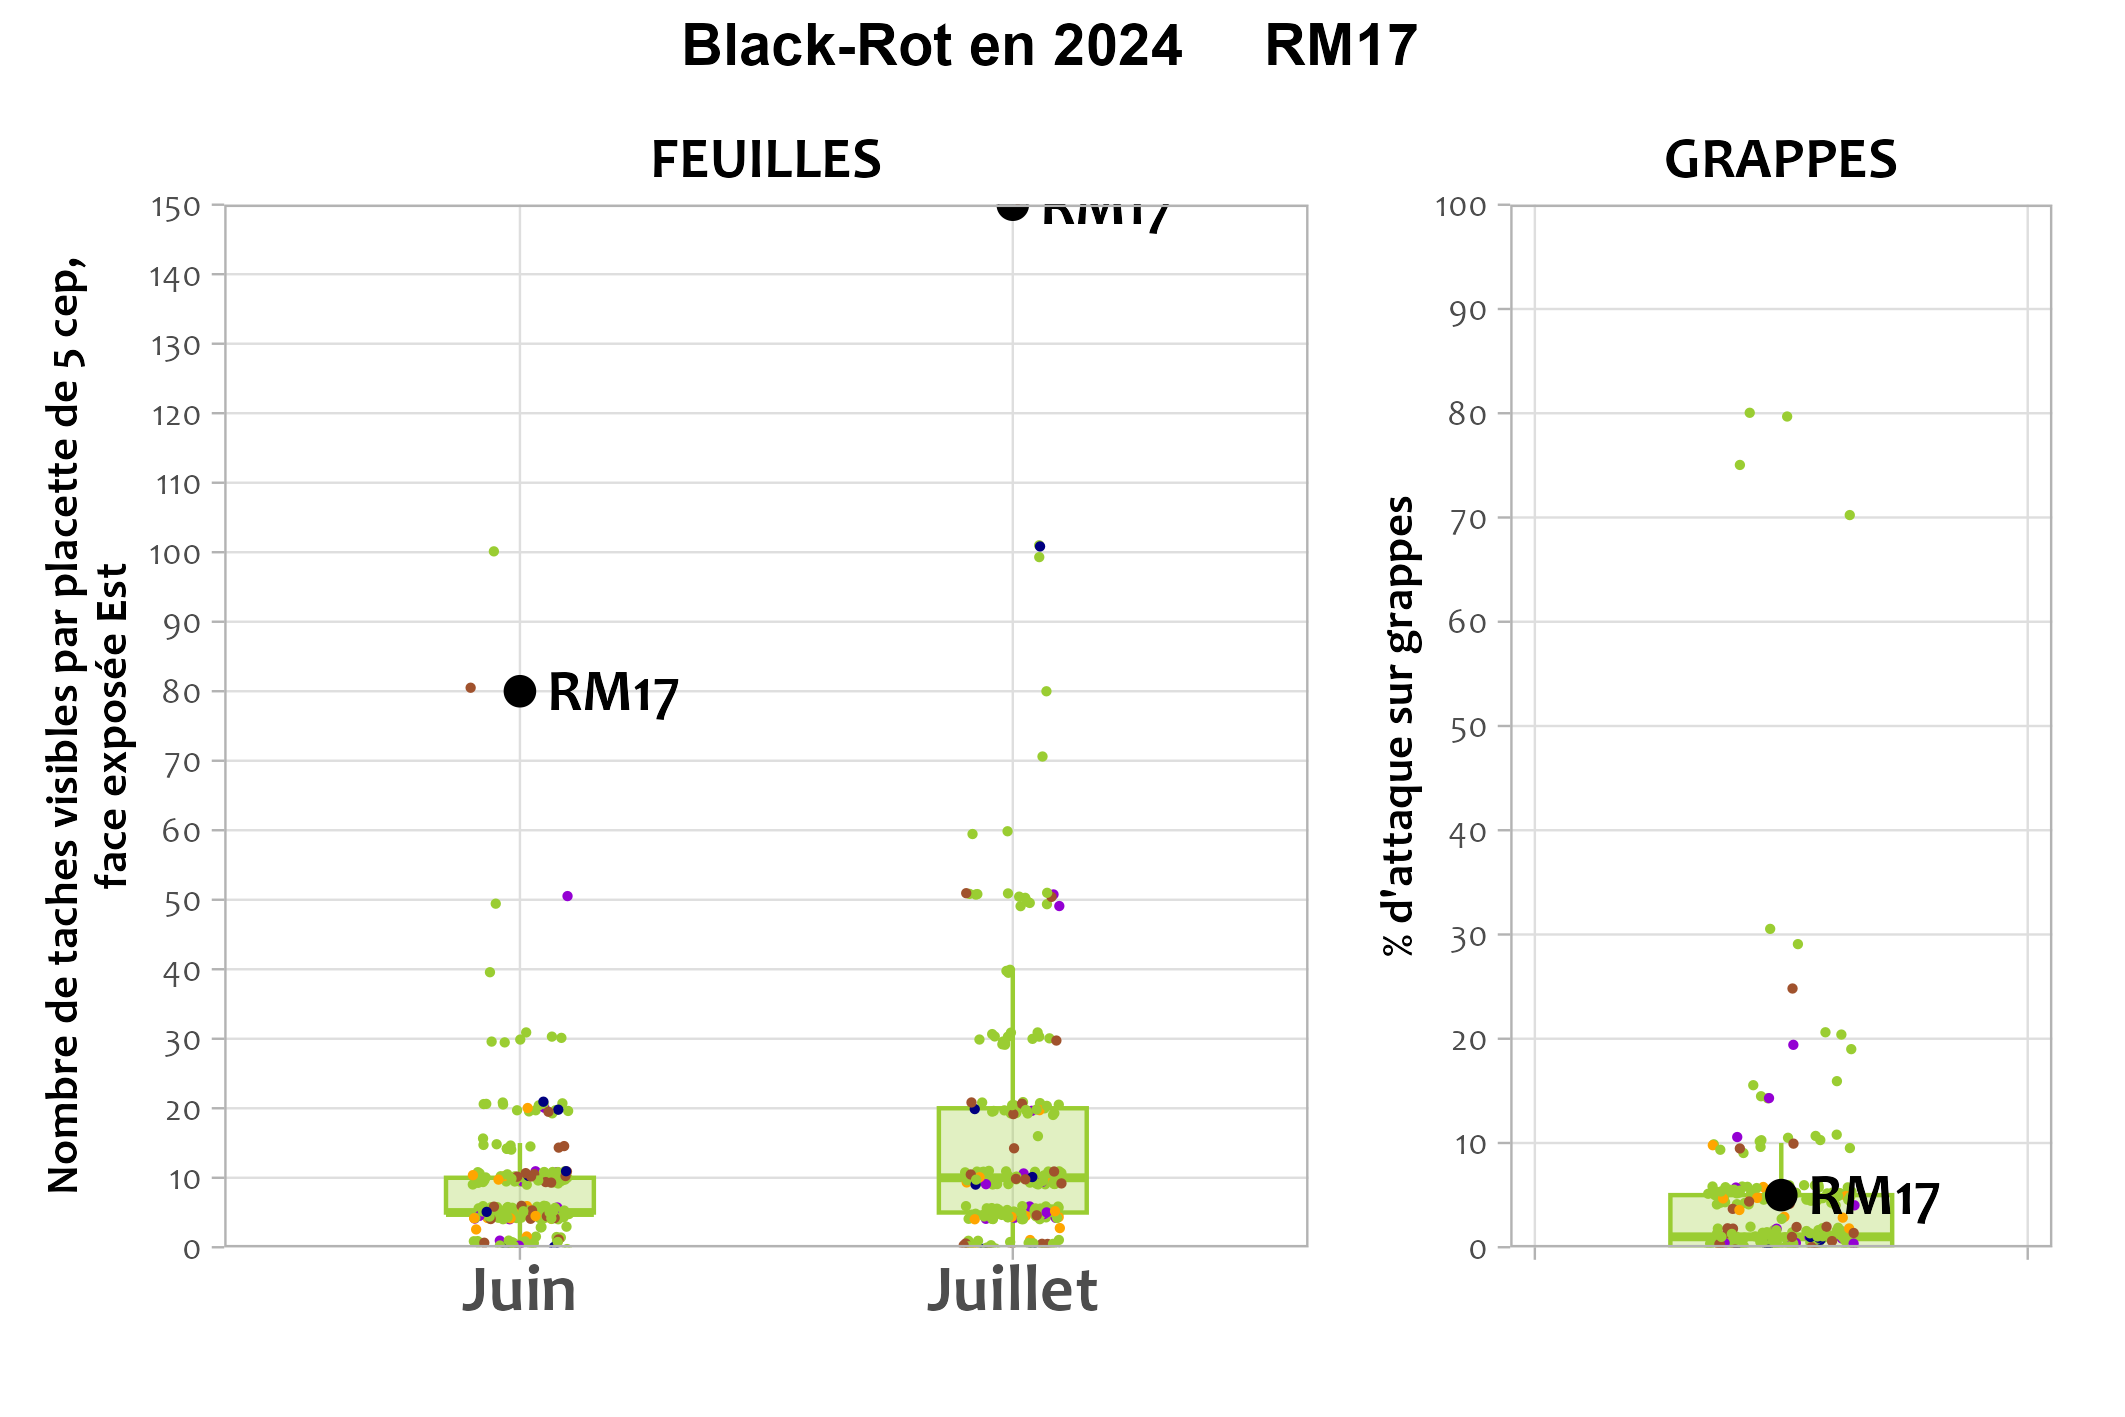 Black-Rot en 2024 RM17
FEUILLES
GRAPPES
Nombre de taches visibles par placette de 5 cep,
face exposée Est
150
140
130
120
110
100
90
80
70
60
50
40
30
20
10
0
RM17
RM17
Juin
Juillet
% d'attaque sur grappes
100
90
80
70
60
50
40
30
20
10
0
RM17